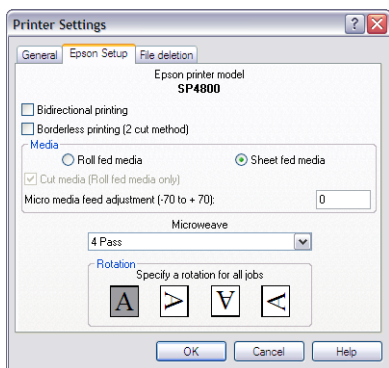 Printer Settings
General Epson Setup File deletion
Epson printer model
SP4800
Bidirectional printing
Borderless printing (2 cut method)
Media
Roll fed media Sheet fed media
Cut media (Roll fed media only)
Micro media feed adjustment (-70 to + 70): 0
Microweave
4 Pass
Rotation
Specify a rotation for all jobs
A A A A
OK Cancel Help